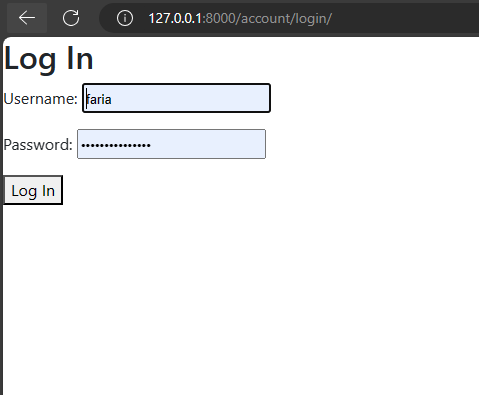 127.0.0.1:8000/account/login/
Log In
Username: faria
Password: •••••••••••••••
Log In